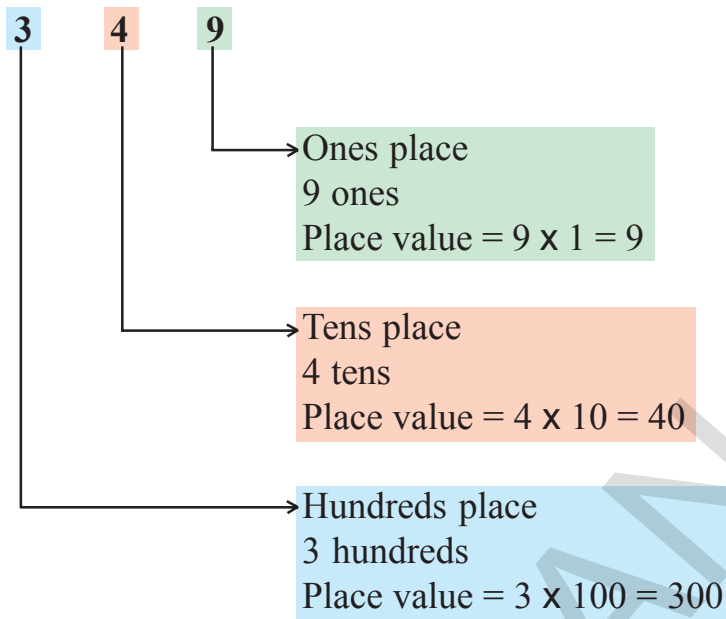 3 4 9
Ones place
9 ones
Place value = 9 x 1 = 9
Tens place
4 tens
Place value = 4 x 10 = 40
Hundreds place
3 hundreds
Place value = 3 x 100 = 300